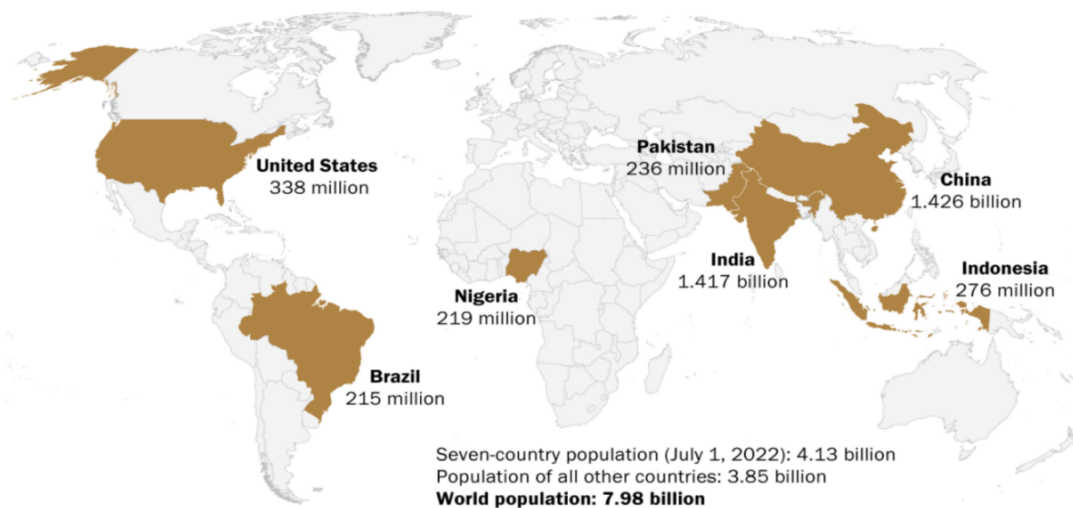 United States
338 million
Pakistan
236 million
China
1.426 billion
India
1.417 billion
Indonesia
276 million
Nigeria
219 million
Brazil
215 million
Seven-country population (July 1, 2022): 4.13 billion
Population of all other countries: 3.85 billion
World population: 7.98 billion